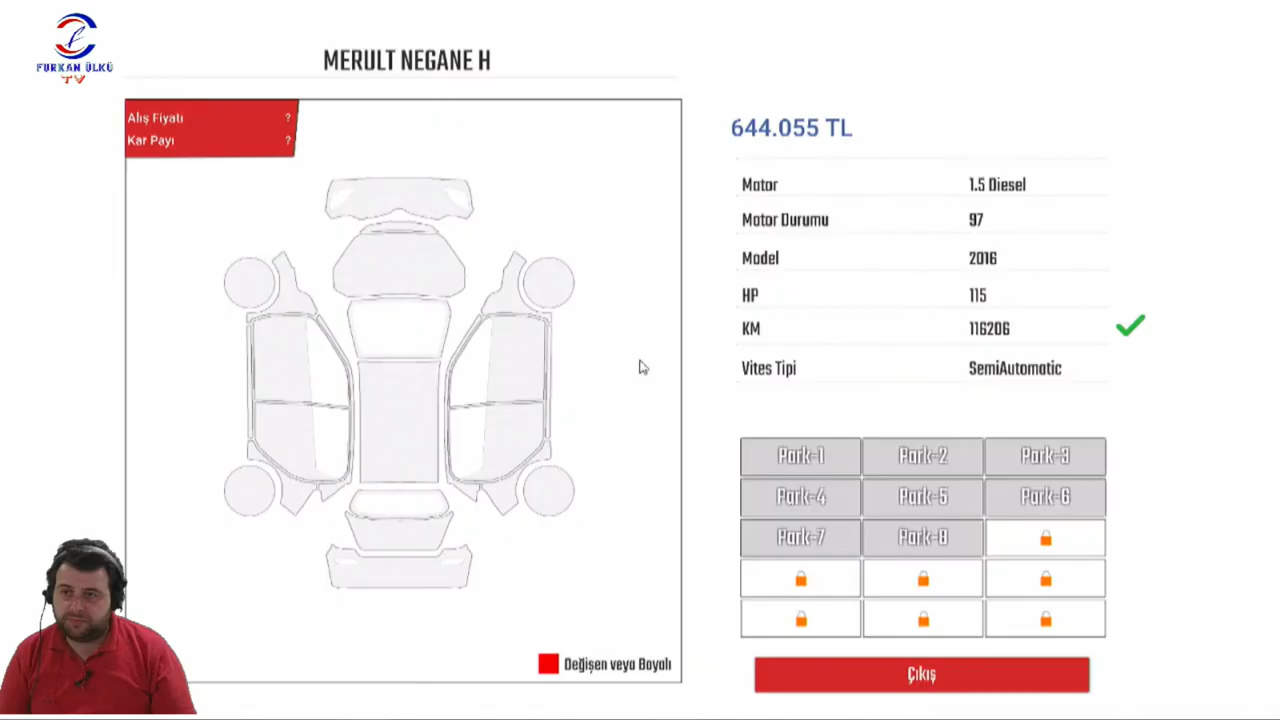 FURKAN ÜLKÜ
TV
MERULT NEGANE H
Alış Fiyatı ?
Kar Payı ?
644.055 TL
Motor 1.5 Diesel
Motor Durumu 97
Model 2016
HP 115
KM 116206
Vites Tipi SemiAutomatic
Park-1 Park-2 Park-3
Park-4 Park-5 Park-6
Park-7 Park-8
Değişen veya Boyalı
Çıkış